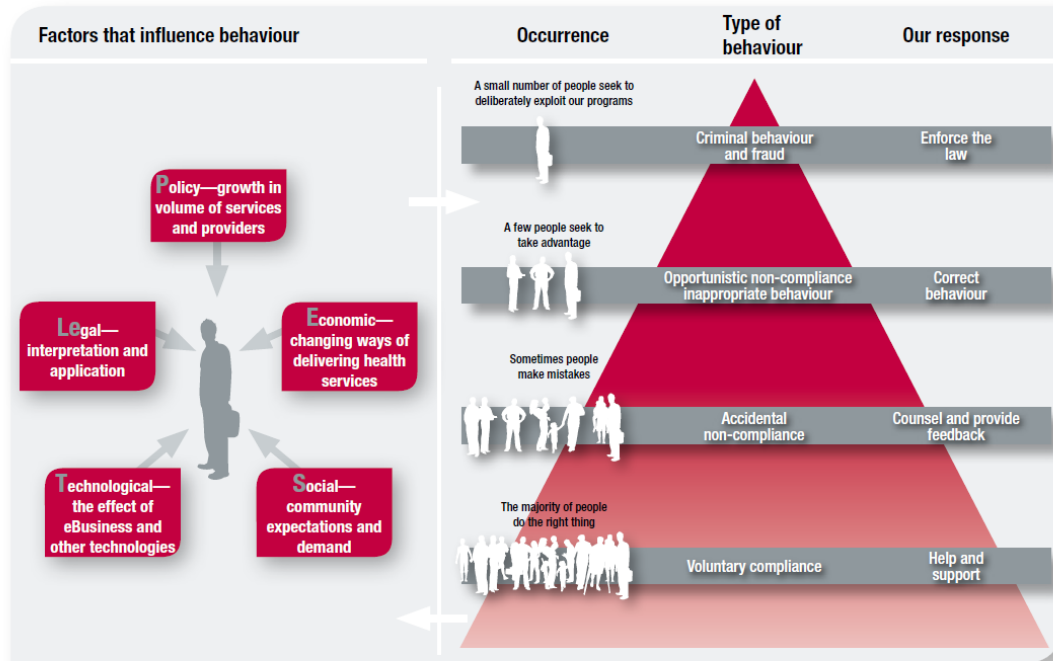 Factors that influence behaviour
Policy—growth in
volume of services
and providers
Legal—
interpretation and
application
Economic—
changing ways of
delivering health
services
Technological—
the effect of
eBusiness and
other technologies
Social—
community
expectations and
demand
Occurrence
Type of
behaviour
Our response
A small number of people seek to
deliberately exploit our programs
Criminal behaviour
and fraud
Enforce the
law
A few people seek to
take advantage
Opportunistic non-compliance
inappropriate behaviour
Correct
behaviour
Sometimes people
make mistakes
Accidental
non-compliance
Counsel and provide
feedback
The majority of people
do the right thing
Voluntary compliance
Help and
support